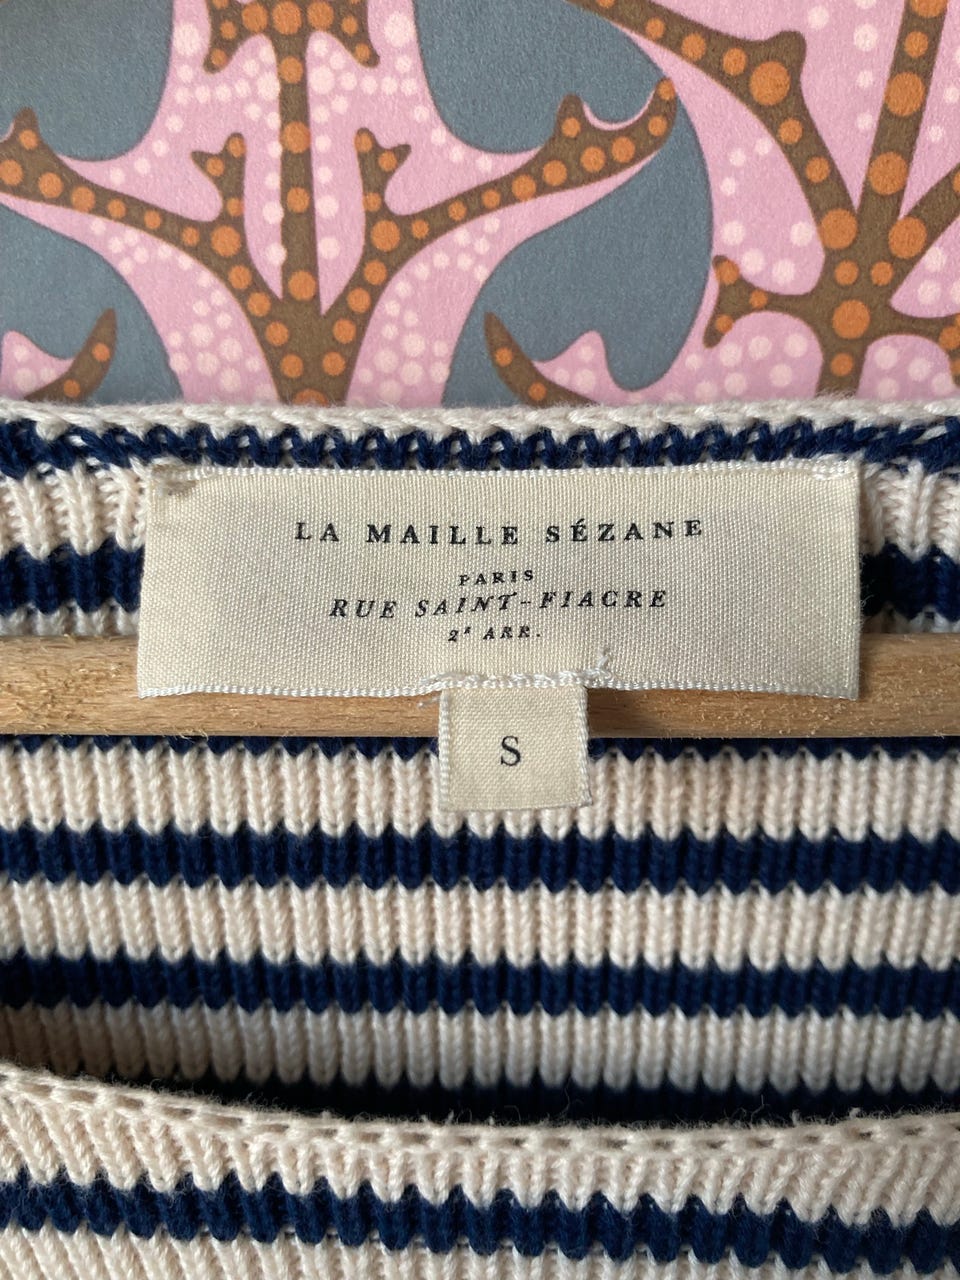 LA MAILLE SÉZANE
PARIS
RUE SAINT-FIACRE
2ᵉ ARR.
S